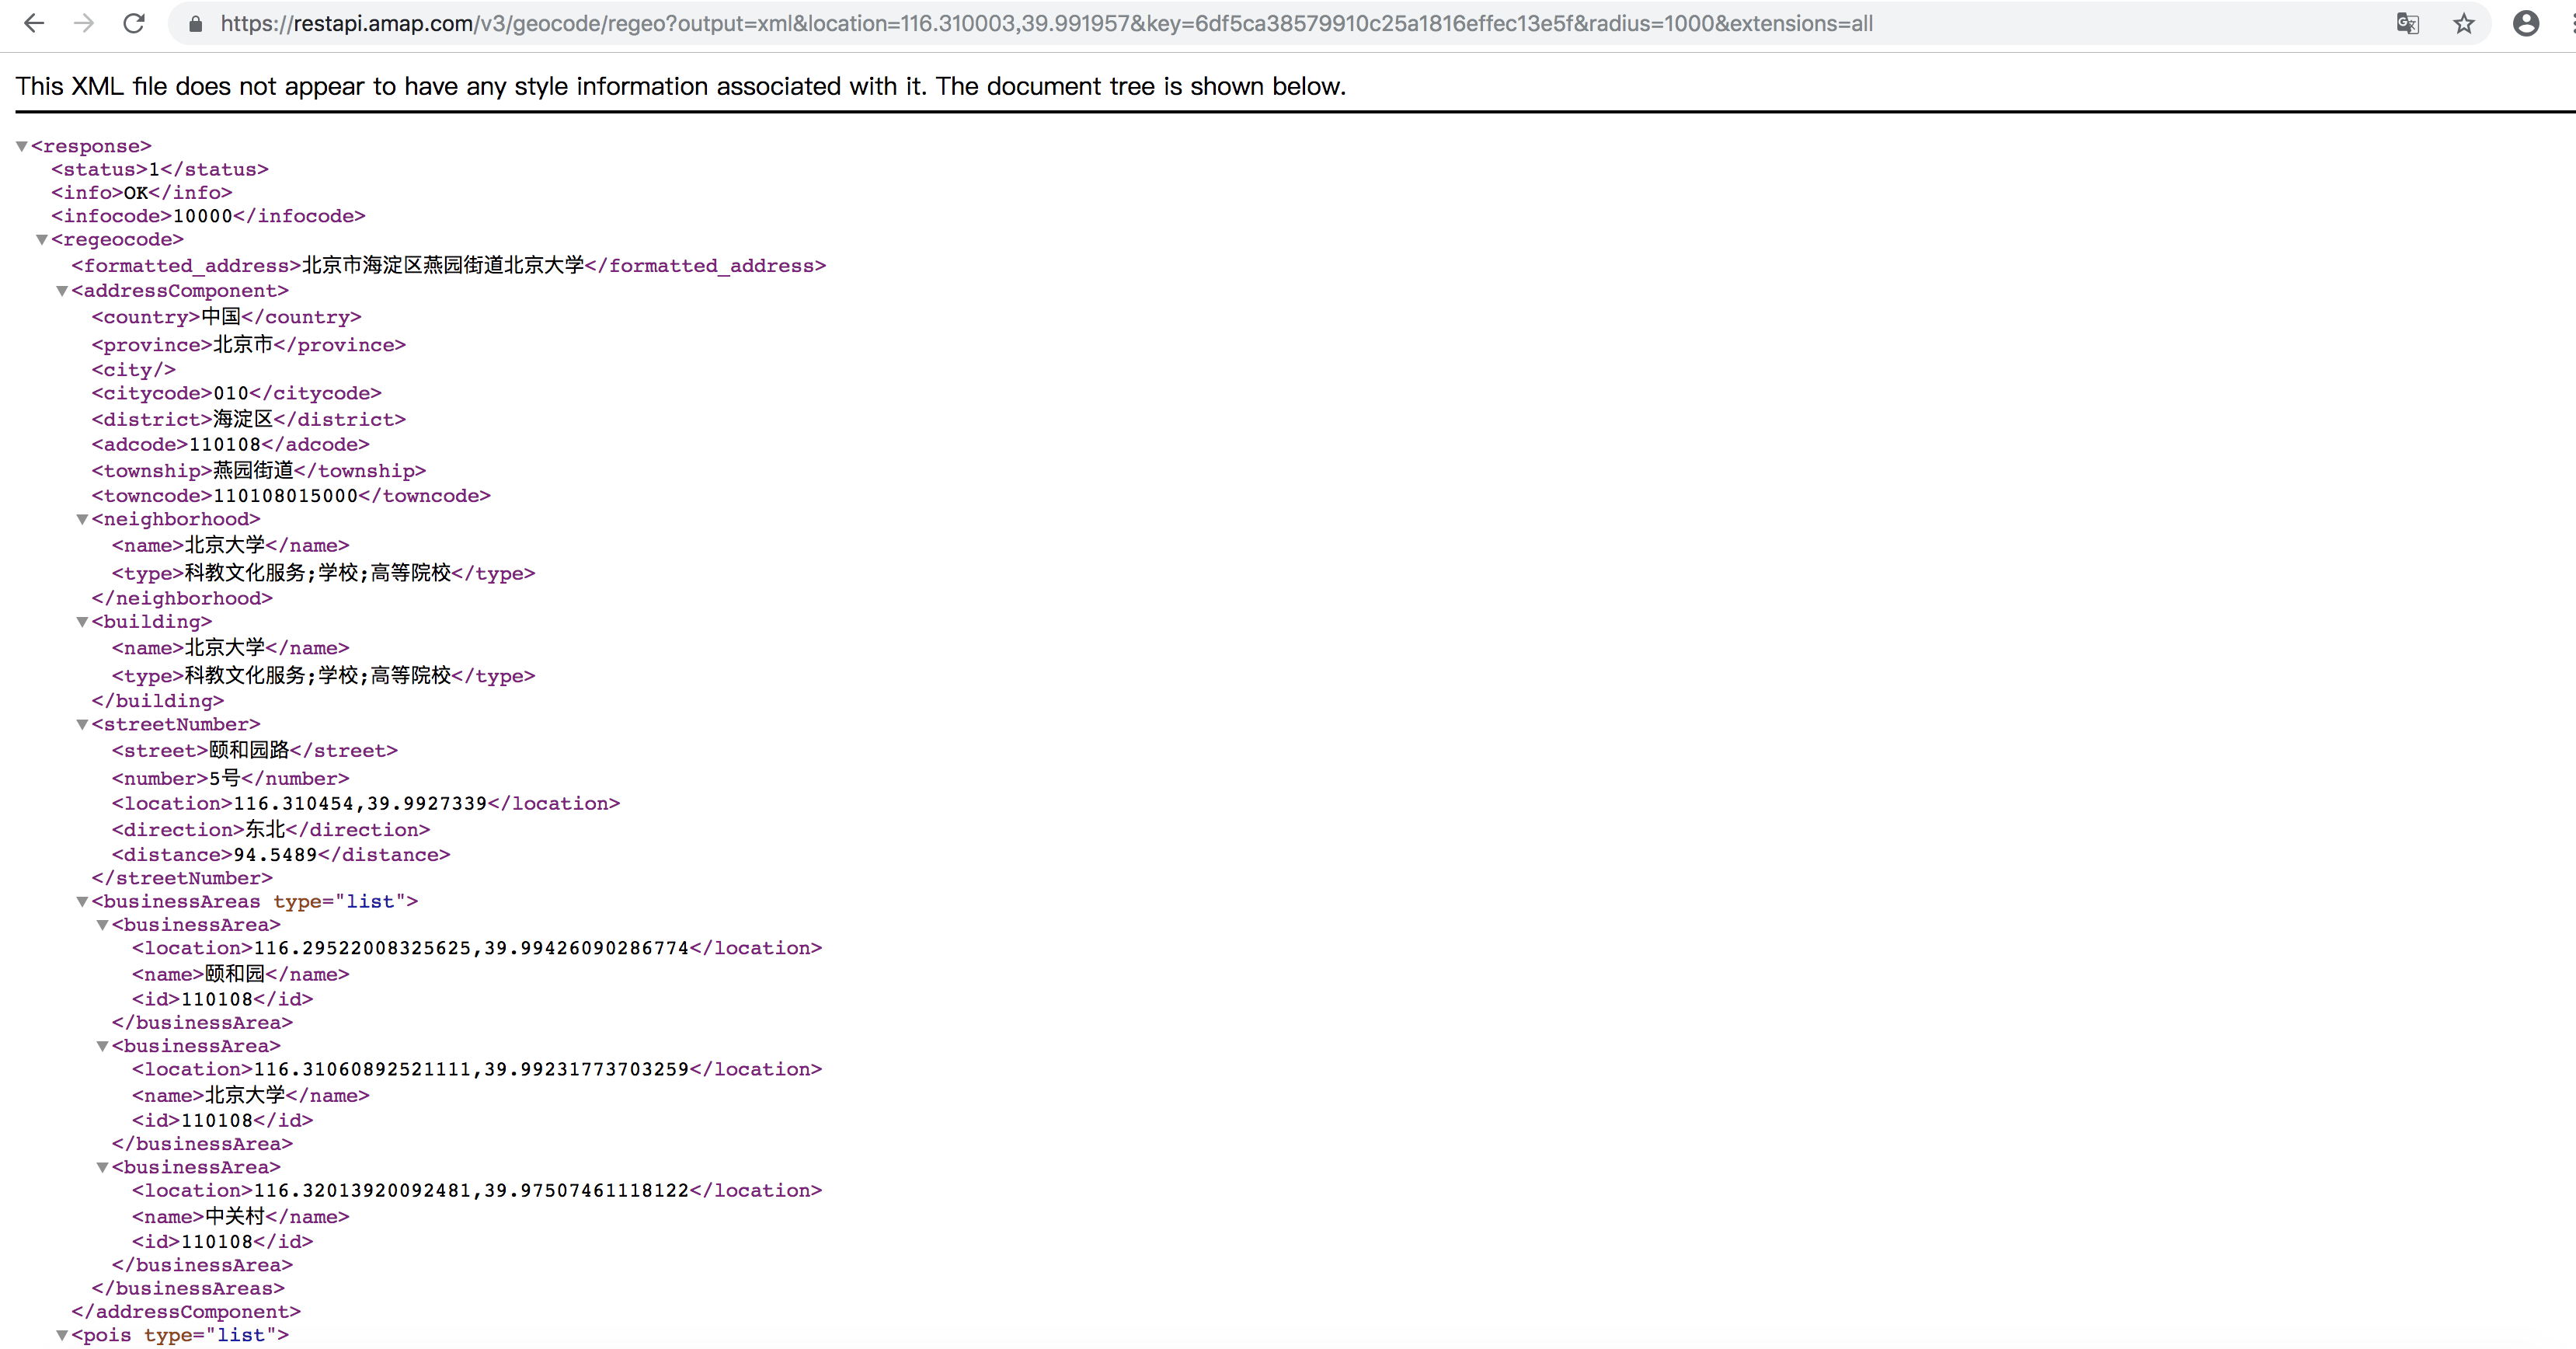 https://restapi.amap.com/v3/geocode/regeo?output=xml&location=116.310003,39.991957&key=6df5ca38579910c25a1816effec13e5f&radius=1000&extensions=all
This XML file does not appear to have any style information associated with it. The document tree is shown below.
▼<response>
<status>1</status>
<info>OK</info>
<infocode>10000</infocode>
▼<regeocode>
<formatted_address>北京市海淀区燕园街道北京大学</formatted_address>
▼<addressComponent>
<country>中国</country>
<province>北京市</province>
<city/>
<citycode>010</citycode>
<district>海淀区</district>
<adcode>110108</adcode>
<township>燕园街道</township>
<towncode>110108015000</towncode>
▼<neighborhood>
<name>北京大学</name>
<type>科教文化服务;学校;高等院校</type>
</neighborhood>
▼<building>
<name>北京大学</name>
<type>科教文化服务;学校;高等院校</type>
</building>
▼<streetNumber>
<street>颐和园路</street>
<number>5号</number>
<location>116.310454,39.9927339</location>
<direction>东北</direction>
<distance>94.5489</distance>
</streetNumber>
▼<businessAreas type="list">
▼<businessArea>
<location>116.29522008325625,39.99426090286774</location>
<name>颐和园</name>
<id>110108</id>
</businessArea>
▼<businessArea>
<location>116.31060892521111,39.99231773703259</location>
<name>北京大学</name>
<id>110108</id>
</businessArea>
▼<businessArea>
<location>116.32013920092481,39.97507461118122</location>
<name>中关村</name>
<id>110108</id>
</businessArea>
</businessAreas>
</addressComponent>
▼<pois type="list">